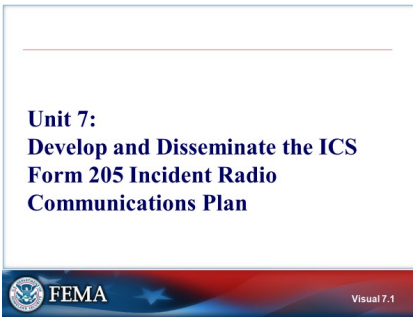 Unit 7:
Develop and Disseminate the ICS
Form 205 Incident Radio
Communications Plan
FEMA
Visual 7.1